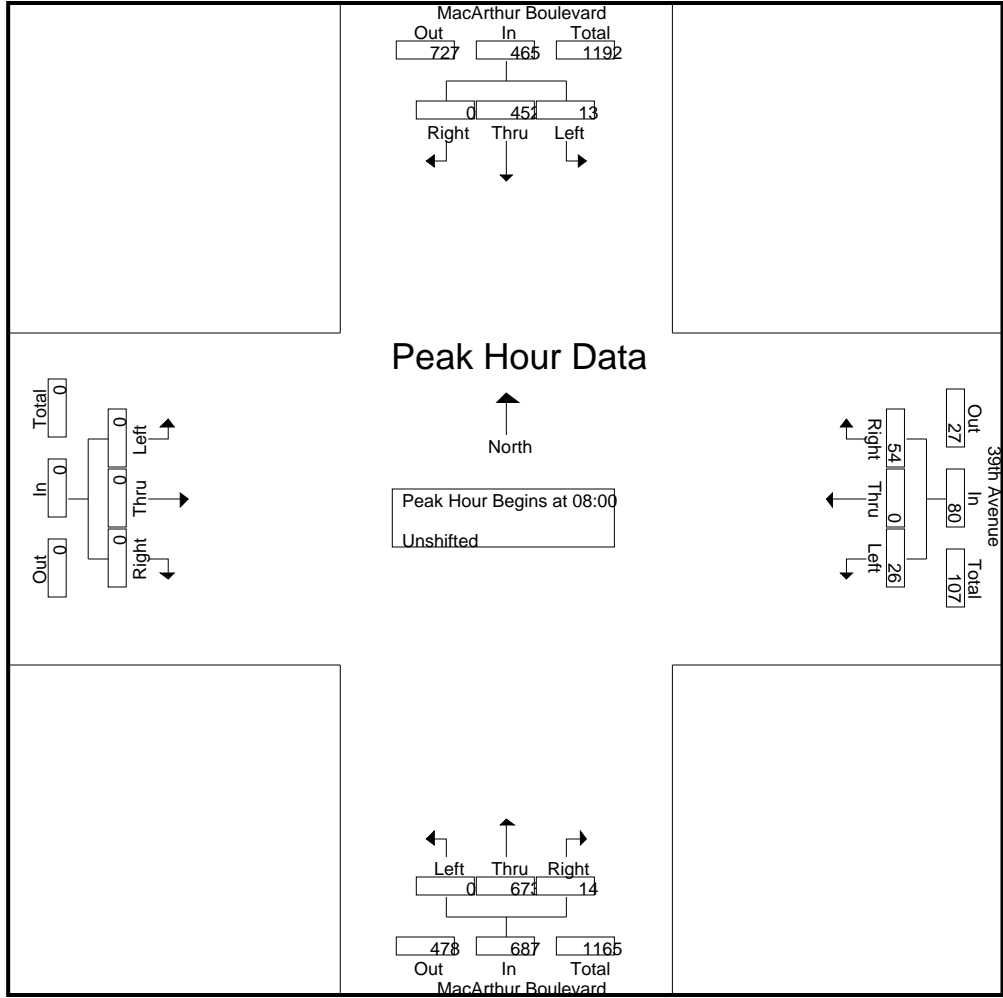 MacArthur Boulevard
Out In Total
727 465 1192
0 452 13
Right Thru Left
Peak Hour Data
North
Peak Hour Begins at 08:00
Unshifted
Total In Out
0 0 0
0 0 0
Left Thru Right
Right Thru Left
54 0 26
27 80 107
Out In Total
39th Avenue
Left Thru Right
0 673 14
478 687 1165
Out In Total
MacArthur Boulevard